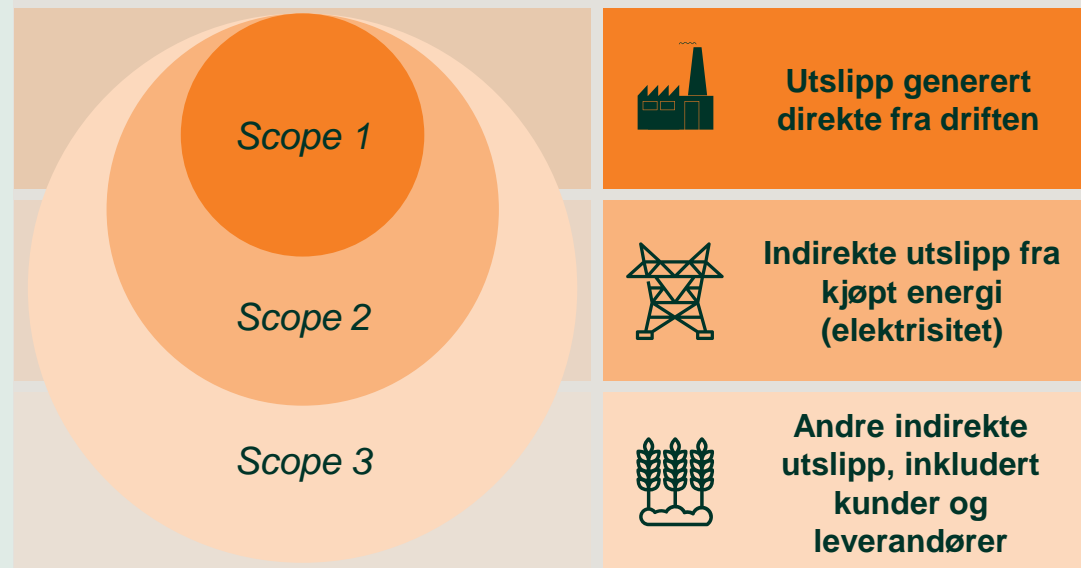 Scope 1
Utslipp generert
direkte fra driften
Scope 2
Indirekte utslipp fra
kjøpt energi
(elektrisitet)
Scope 3
Andre indirekte
utslipp, inkludert
kunder og
leverandører